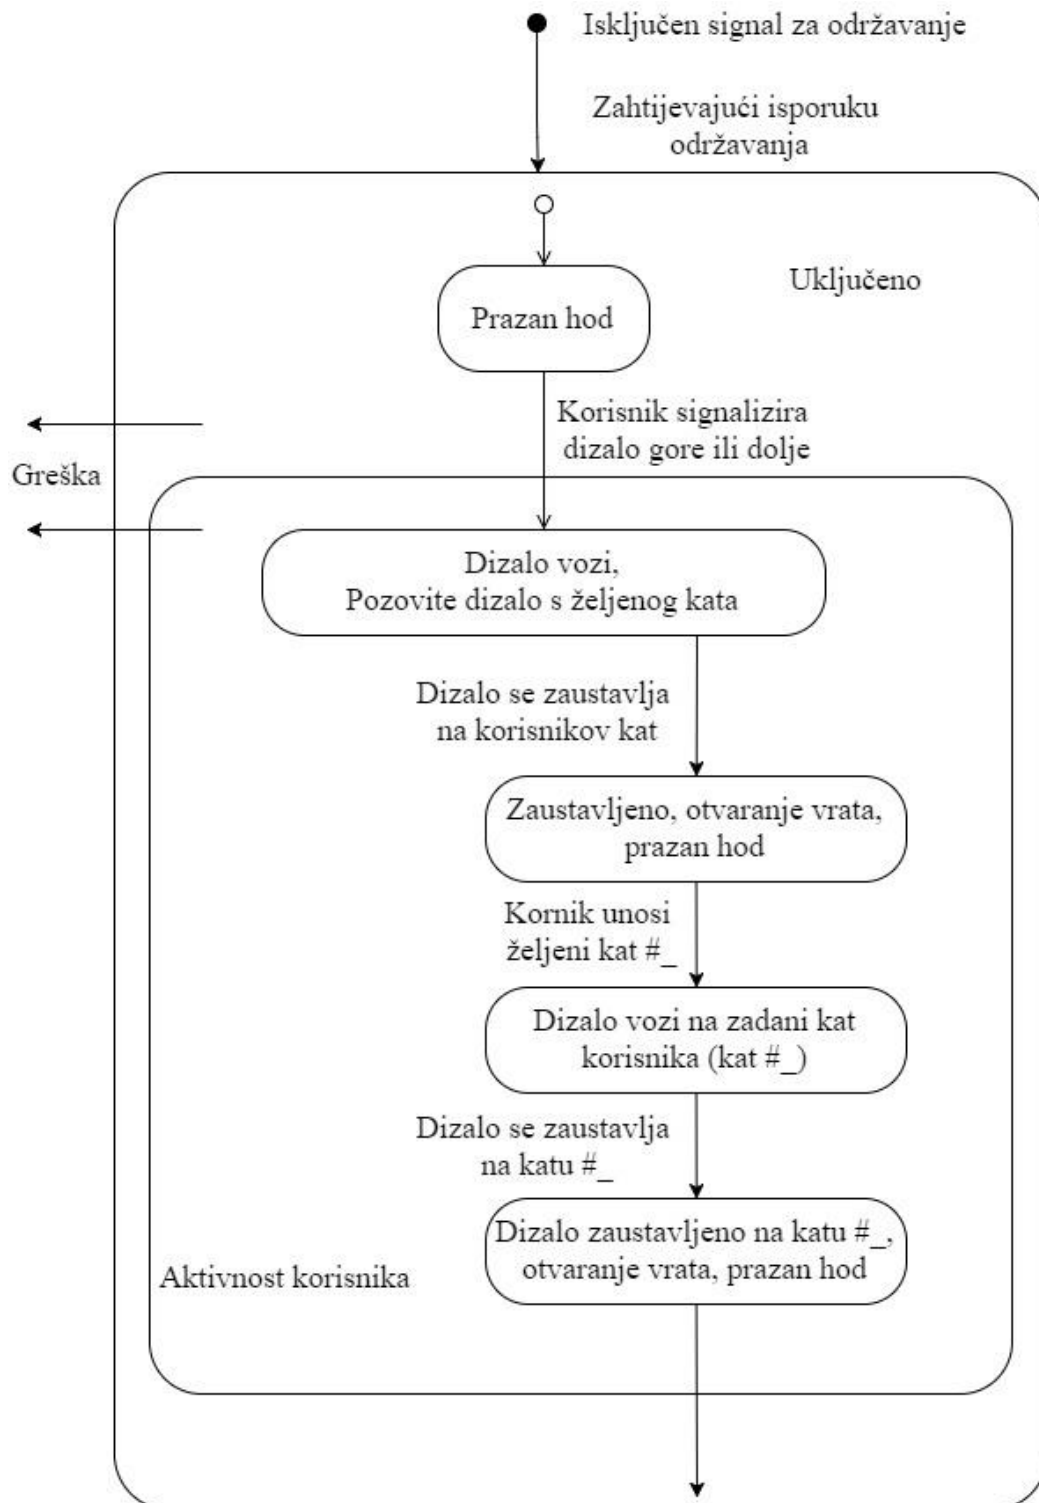 Isključen signal za održavanje
Zahtijevajući isporuku
održavanja
Uključeno
Prazan hod
Korisnik signalizira
dizalo gore ili dolje
Greška
Dizalo vozi,
Pozovite dizalo s željenog kata
Dizalo se zaustavlja
na korisnikov kat
Zaustavljeno, otvaranje vrata,
prazan hod
Kornik unosi
željeni kat #_
Dizalo vozi na zadani kat
korisnika (kat #_)
Dizalo se zaustavlja
na katu #_
Dizalo zaustavljeno na katu #_,
otvaranje vrata, prazan hod
Aktivnost korisnika